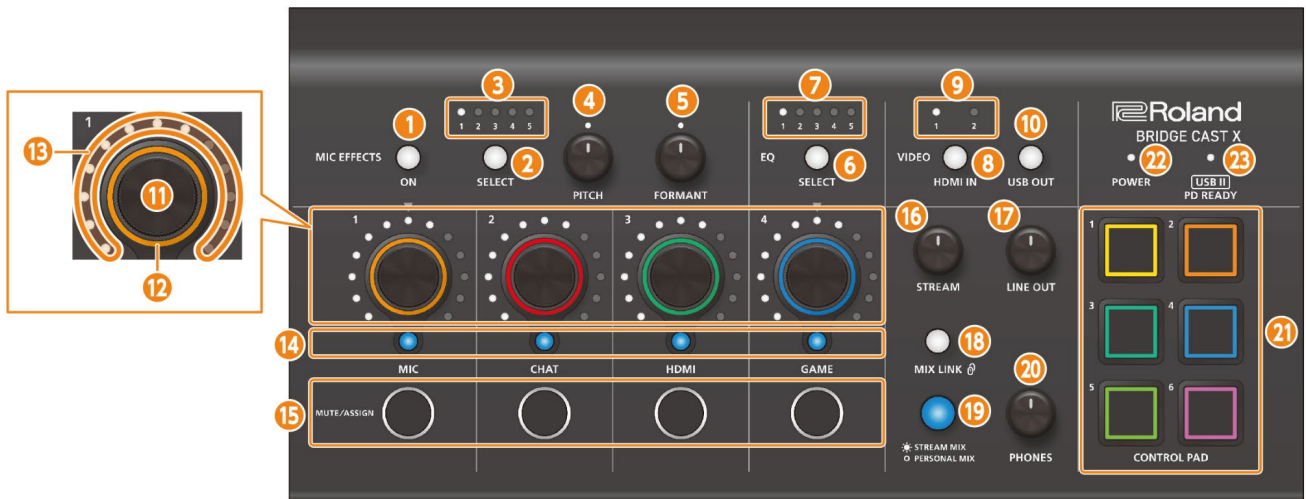 3
4
5
7
9
1 2 3 4 5
1 2 3 4 5
1 2
Roland
BRIDGE CAST X
1
10
22
23
MIC EFFECTS
2
EQ
6
VIDEO
8
POWER
USB II
PD READY
ON
SELECT
PITCH
FORMANT
SELECT
HDMI IN
USB OUT
1
13
11
12
1
2
3
4
16
17
STREAM
LINE OUT
1
2
3
4
5
6
21
14
18
MIC
CHAT
HDMI
GAME
MIX LINK
20
15
MUTE/ASSIGN
19
STREAM MIX
PERSONAL MIX
PHONES
CONTROL PAD